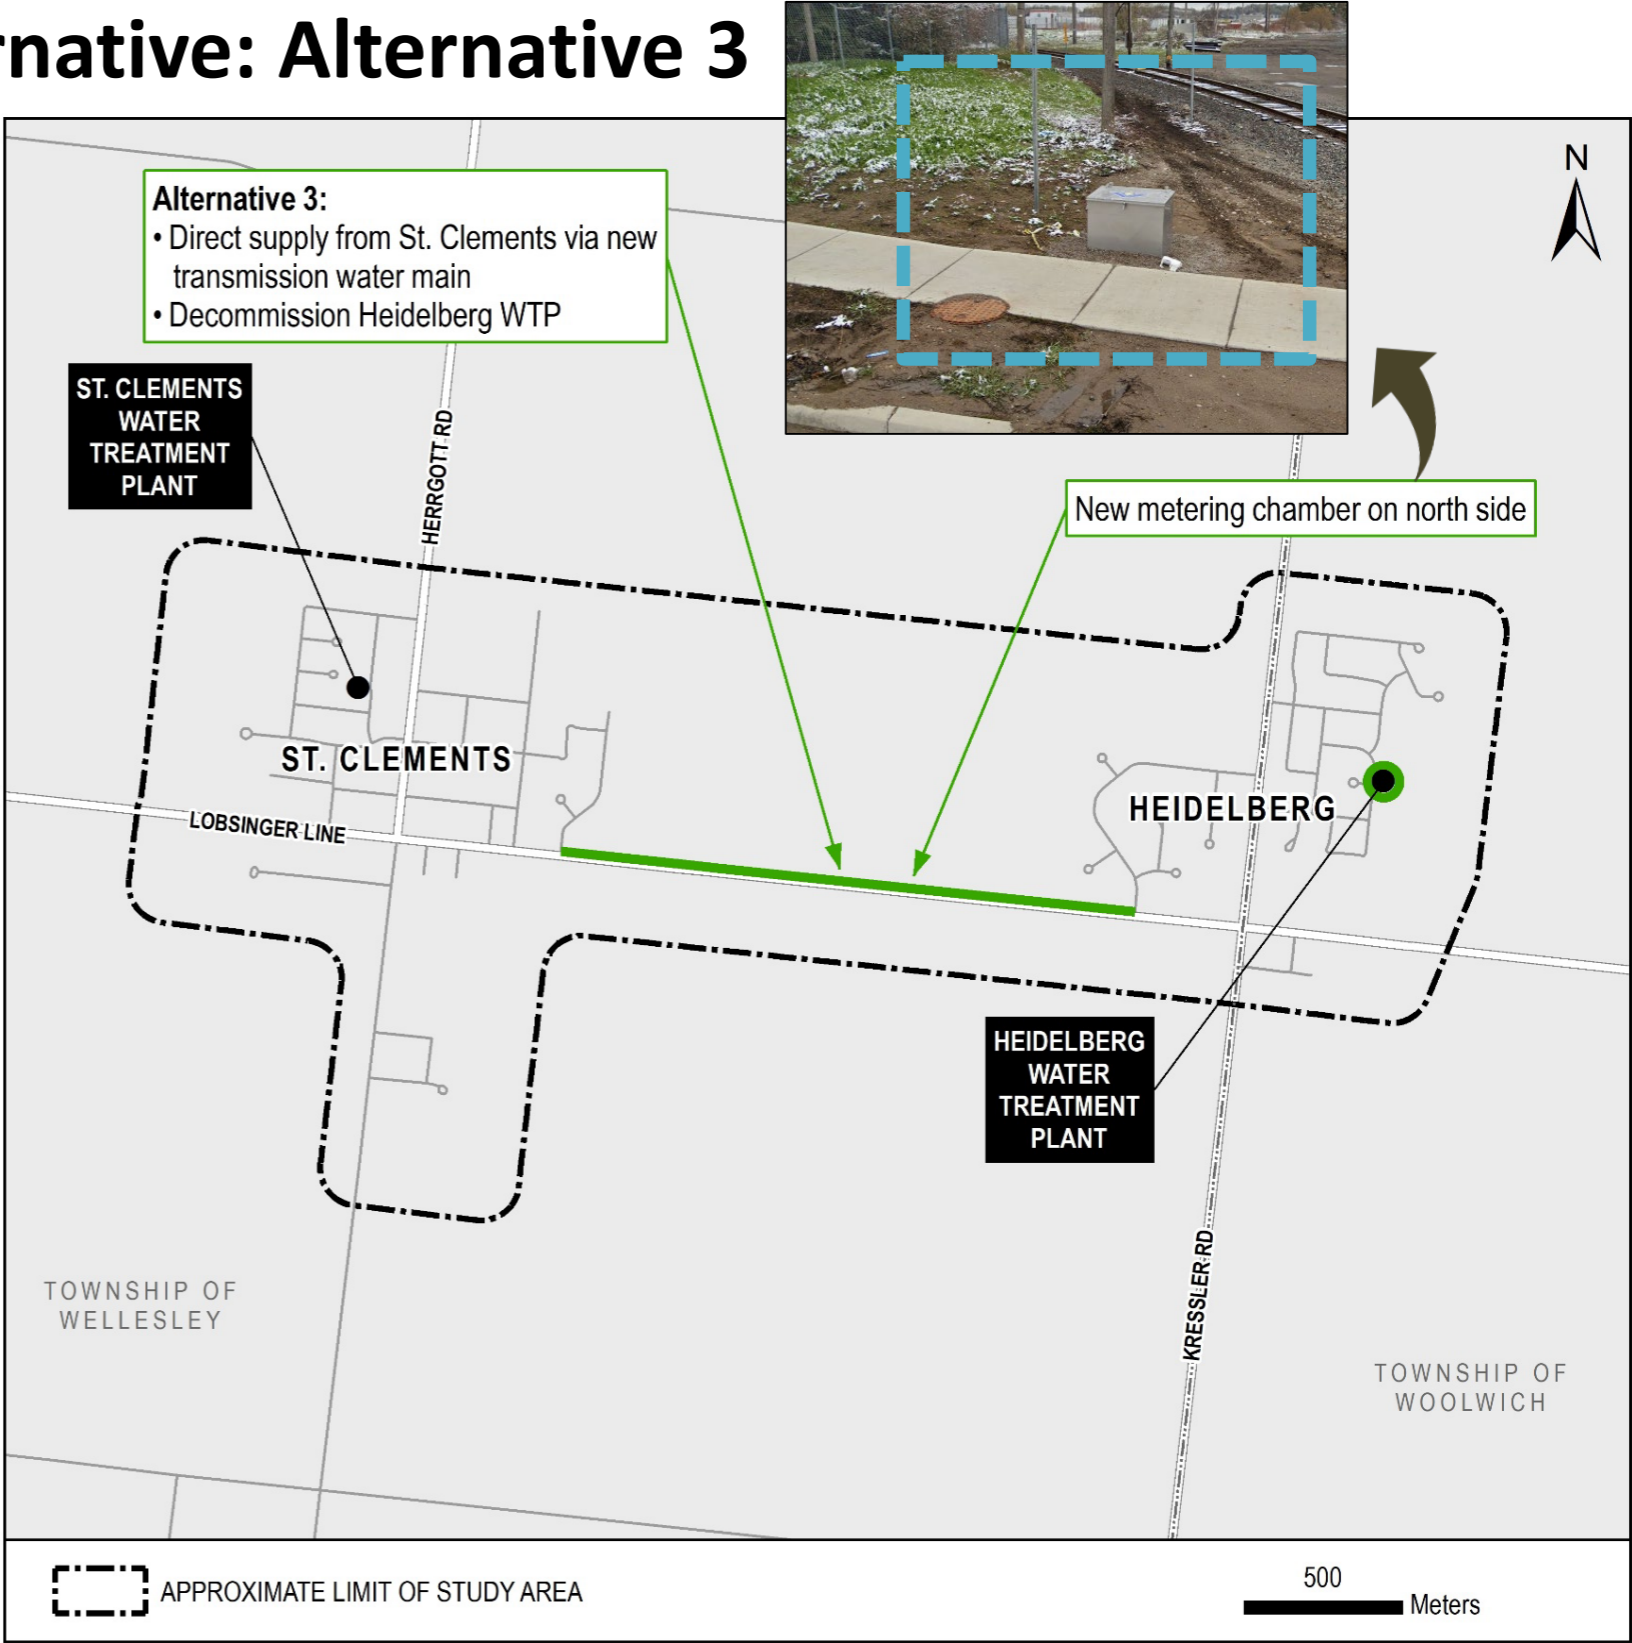 rnative: Alternative 3
N
Alternative 3:
• Direct supply from St. Clements via new
transmission water main
• Decommission Heidelberg WTP
ST. CLEMENTS
WATER
TREATMENT
PLANT
HERRGOTT RD
New metering chamber on north side
ST. CLEMENTS
HEIDELBERG
LOBSINGER LINE
HEIDELBERG
WATER
TREATMENT
PLANT
KRESSLER RD
TOWNSHIP OF
WELLESLEY
TOWNSHIP OF
WOOLWICH
APPROXIMATE LIMIT OF STUDY AREA
500
Meters